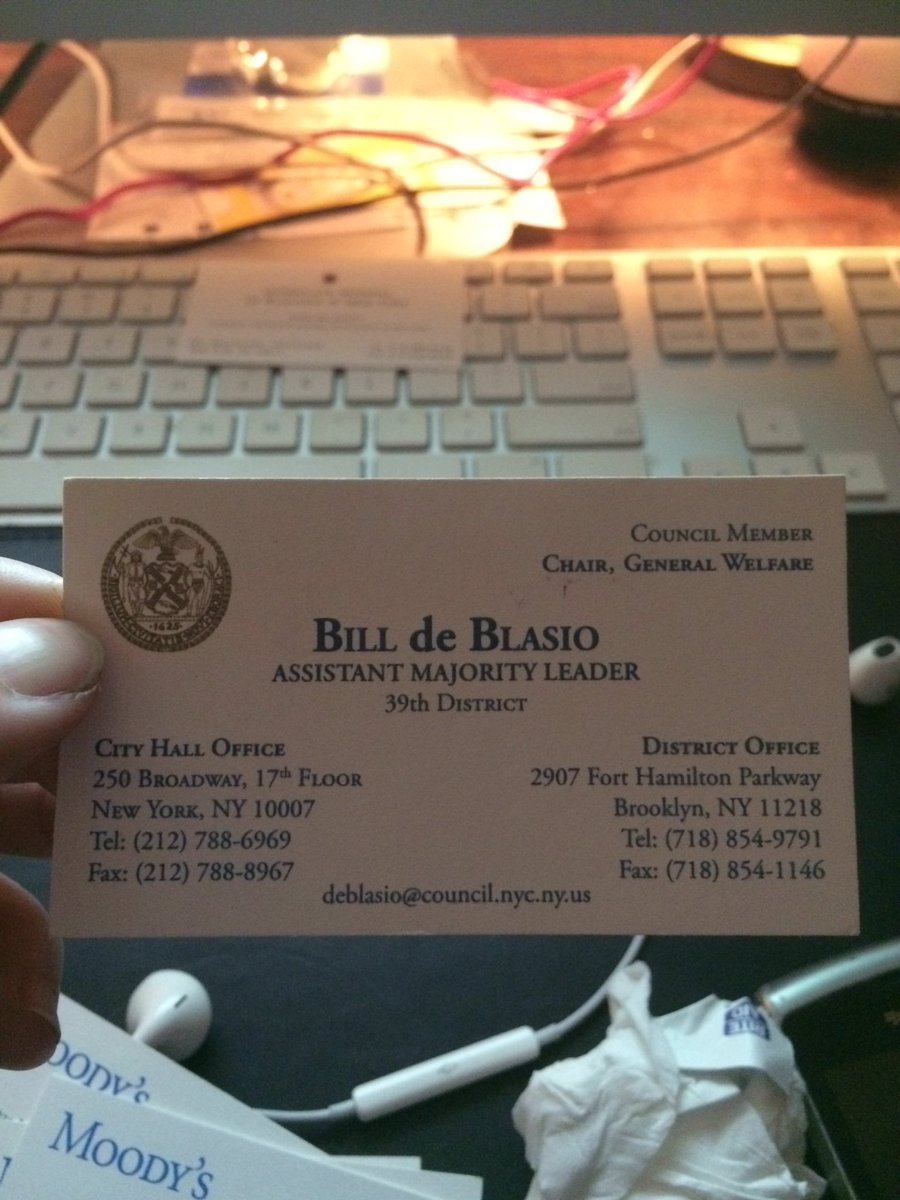 COUNCIL MEMBER
CHAIR, GENERAL WELFARE
BILL de BLASIO
ASSISTANT MAJORITY LEADER
39th DISTRICT
CITY HALL OFFICE
250 BROADWAY, 17th FLOOR
NEW YORK, NY 10007
Tel: (212) 788-6969
Fax: (212) 788-8967
DISTRICT OFFICE
2907 Fort Hamilton Parkway
Brooklyn, NY 11218
Tel: (718) 854-9791
Fax: (718) 854-1146
deblasio@council.nyc.ny.us
1625
MOODY'S